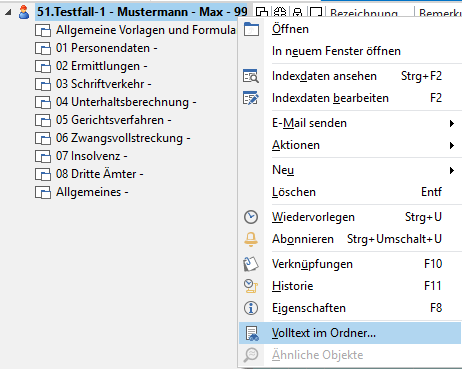 51.Testfall-1 - Mustermann - Max - 99
Bezeichnung
Bemerku
Allgemeine Vorlagen und Formula
01 Personendaten -
02 Ermittlungen -
03 Schriftverkehr -
04 Unterhaltsberechnung -
05 Gerichtsverfahren -
06 Zwangsvollstreckung -
07 Insolvenz -
08 Dritte Ämter -
Allgemeines -
Öffnen
In neuem Fenster öffnen
Indexdaten ansehen Strg+F2
Indexdaten bearbeiten F2
E-Mail senden
Aktionen
Neu
Löschen Entf
Wiedervorlegen Strg+U
Abonnieren Strg+Umschalt+U
Verknüpfungen F10
Historie F11
Eigenschaften F8
Volltext im Ordner...
Ähnliche Objekte